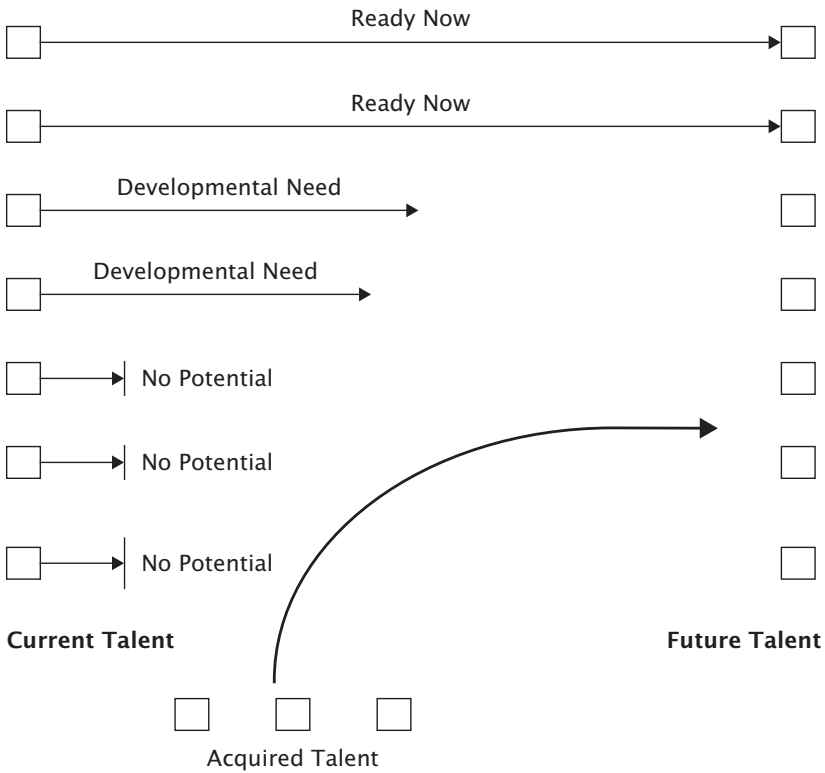 Ready Now
Ready Now
Developmental Need
Developmental Need
No Potential
No Potential
No Potential
Current Talent
Future Talent
Acquired Talent